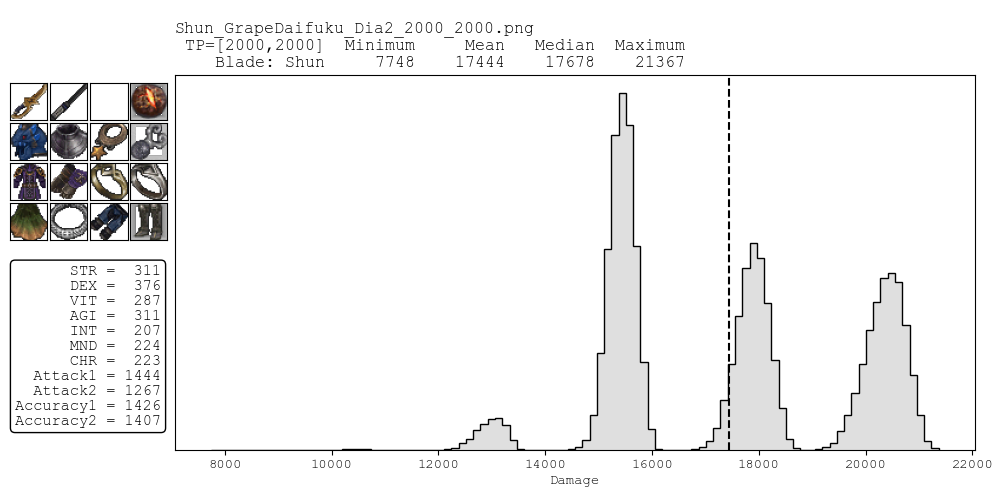 Shun_GrapeDaifuku_Dia2_2000_2000.png
TP=[2000,2000] Minimum Mean Median Maximum
Blade: Shun 7748 17444 17678 21367
STR = 311
DEX = 376
VIT = 287
AGI = 311
INT = 207
MND = 224
CHR = 223
Attack1 = 1444
Attack2 = 1267
Accuracy1 = 1426
Accuracy2 = 1407
8000 10000 12000 14000 16000 18000 20000 22000
Damage